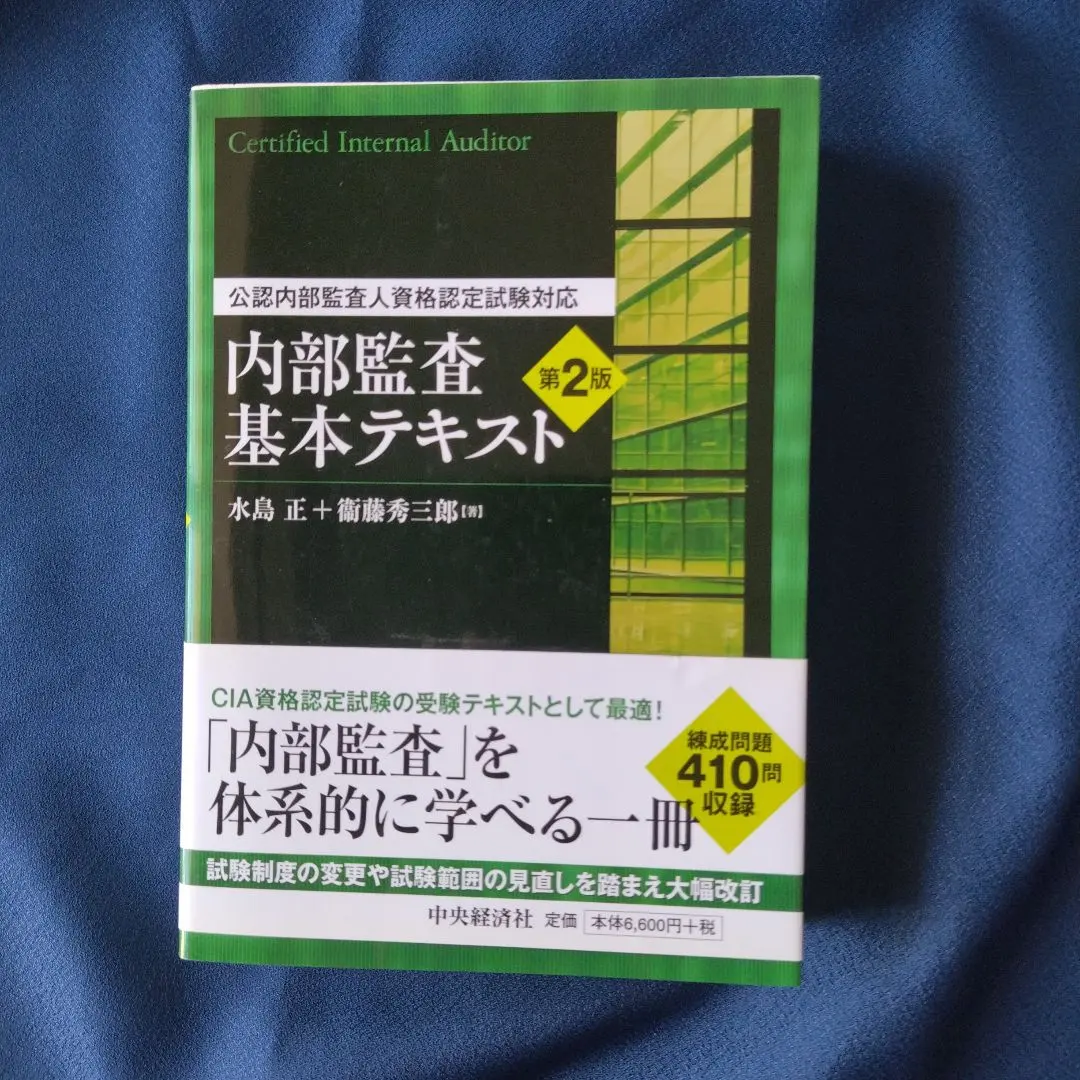 Certified Internal Auditor
公認内部監査人資格認定試験対応
内部監査
基本テキスト
第2版
水島 正＋衞藤秀三郎【著】
CIA資格認定試験の受験テキストとして最適!
「内部監査」を
体系的に学べる一冊
練成問題
410問
収録
試験制度の変更や試験範囲の見直しを踏まえ大幅改訂
中央経済社 定価 本体6,600円＋税